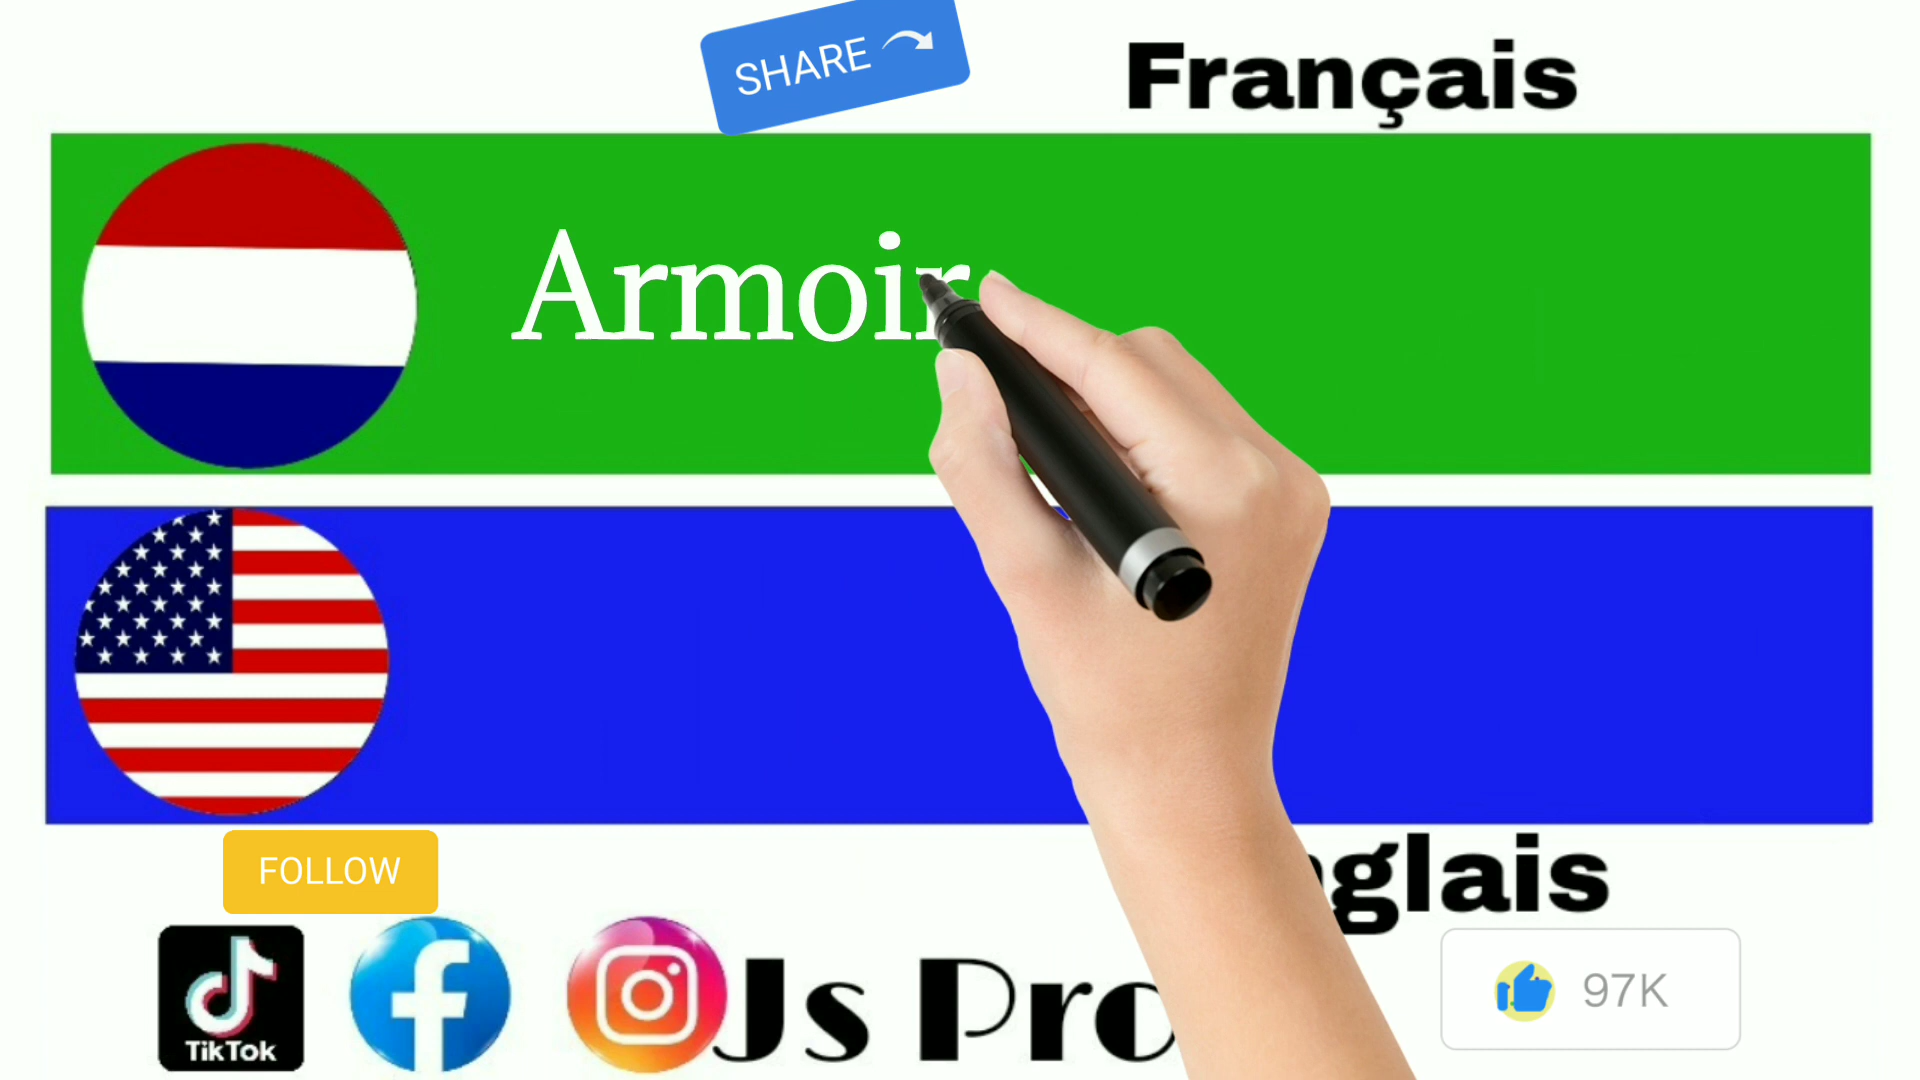 SHARE
Français
Armoir
FOLLOW
glais
TikTok
Js Pro
97K